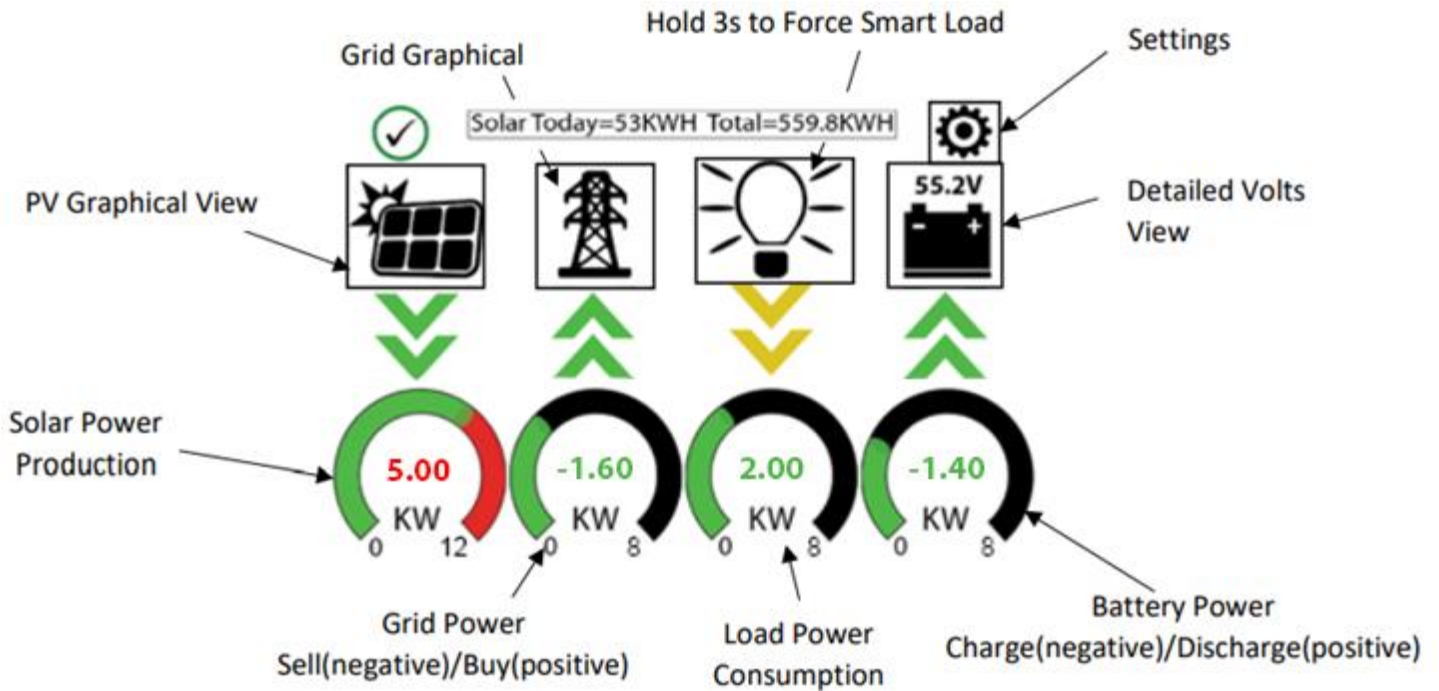 Hold 3s to Force Smart Load
Settings
Grid Graphical
Solar Today=53KWH Total=559.8KWH
PV Graphical View
55.2V
Detailed Volts
View
Solar Power
Production
5.00
KW
0 12
-1.60
KW
0 8
2.00
KW
0 8
-1.40
KW
0 8
Grid Power
Sell(negative)/Buy(positive)
Load Power
Consumption
Battery Power
Charge(negative)/Discharge(positive)